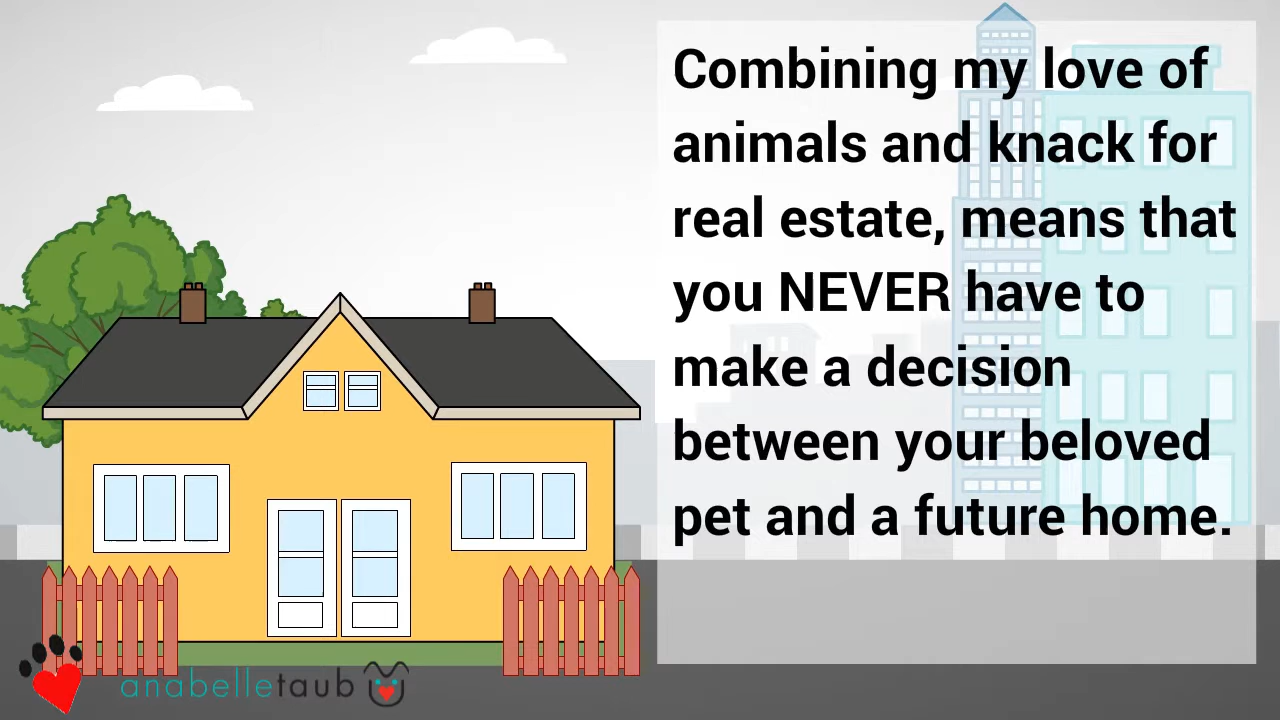 Combining my love of
animals and knack for
real estate, means that
you NEVER have to
make a decision
between your beloved
pet and a future home.
anabelletaub